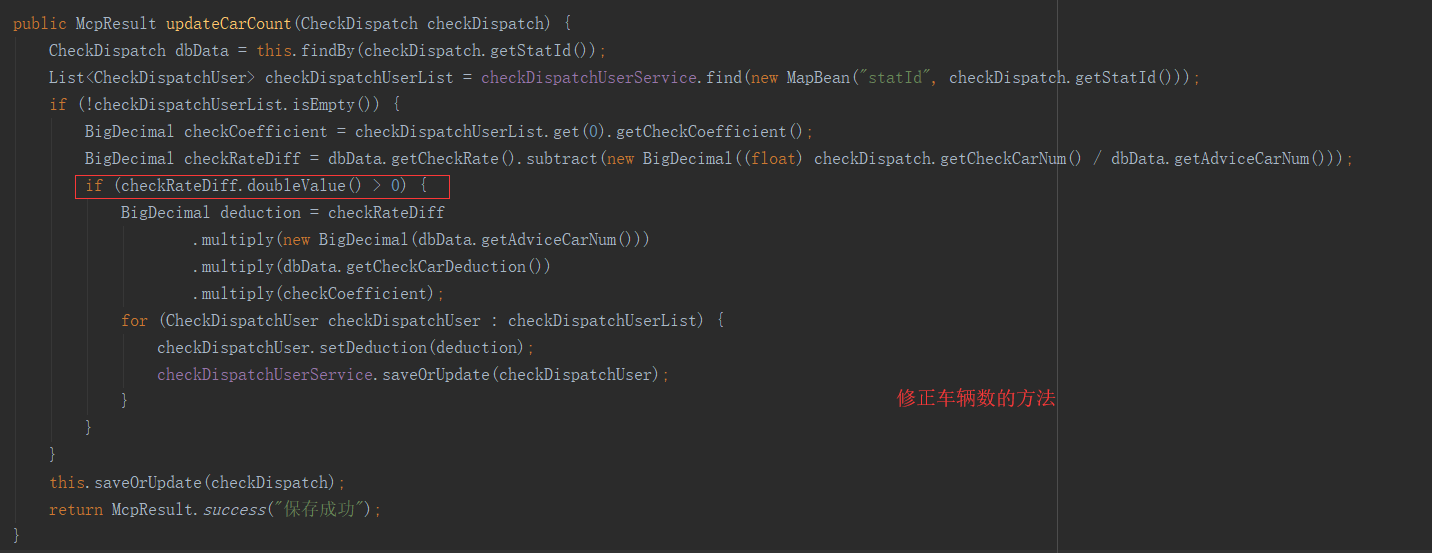 public McpResult updateCarCount(CheckDispatch checkDispatch) {
CheckDispatch dbData = this.findBy(checkDispatch.getStatId());
List<CheckDispatchUser> checkDispatchUserList = checkDispatchUserService.find(new MapBean("statId", checkDispatch.getStatId()));
if (!checkDispatchUserList.isEmpty()) {
BigDecimal checkCoefficient = checkDispatchUserList.get(0).getCheckCoefficient();
BigDecimal checkRateDiff = dbData.getCheckRate().subtract(new BigDecimal((float) checkDispatch.getCheckCarNum() / dbData.getAdviceCarNum()));
if (checkRateDiff.doubleValue() > 0) {
BigDecimal deduction = checkRateDiff
.multiply(new BigDecimal(dbData.getAdviceCarNum()))
.multiply(dbData.getCheckCarDeduction())
.multiply(checkCoefficient);
for (CheckDispatchUser checkDispatchUser : checkDispatchUserList) {
checkDispatchUser.setDeduction(deduction);
checkDispatchUserService.saveOrUpdate(checkDispatchUser);
}
修正车辆数的方法
}
}
this.saveOrUpdate(checkDispatch);
return McpResult.success("保存成功");
}